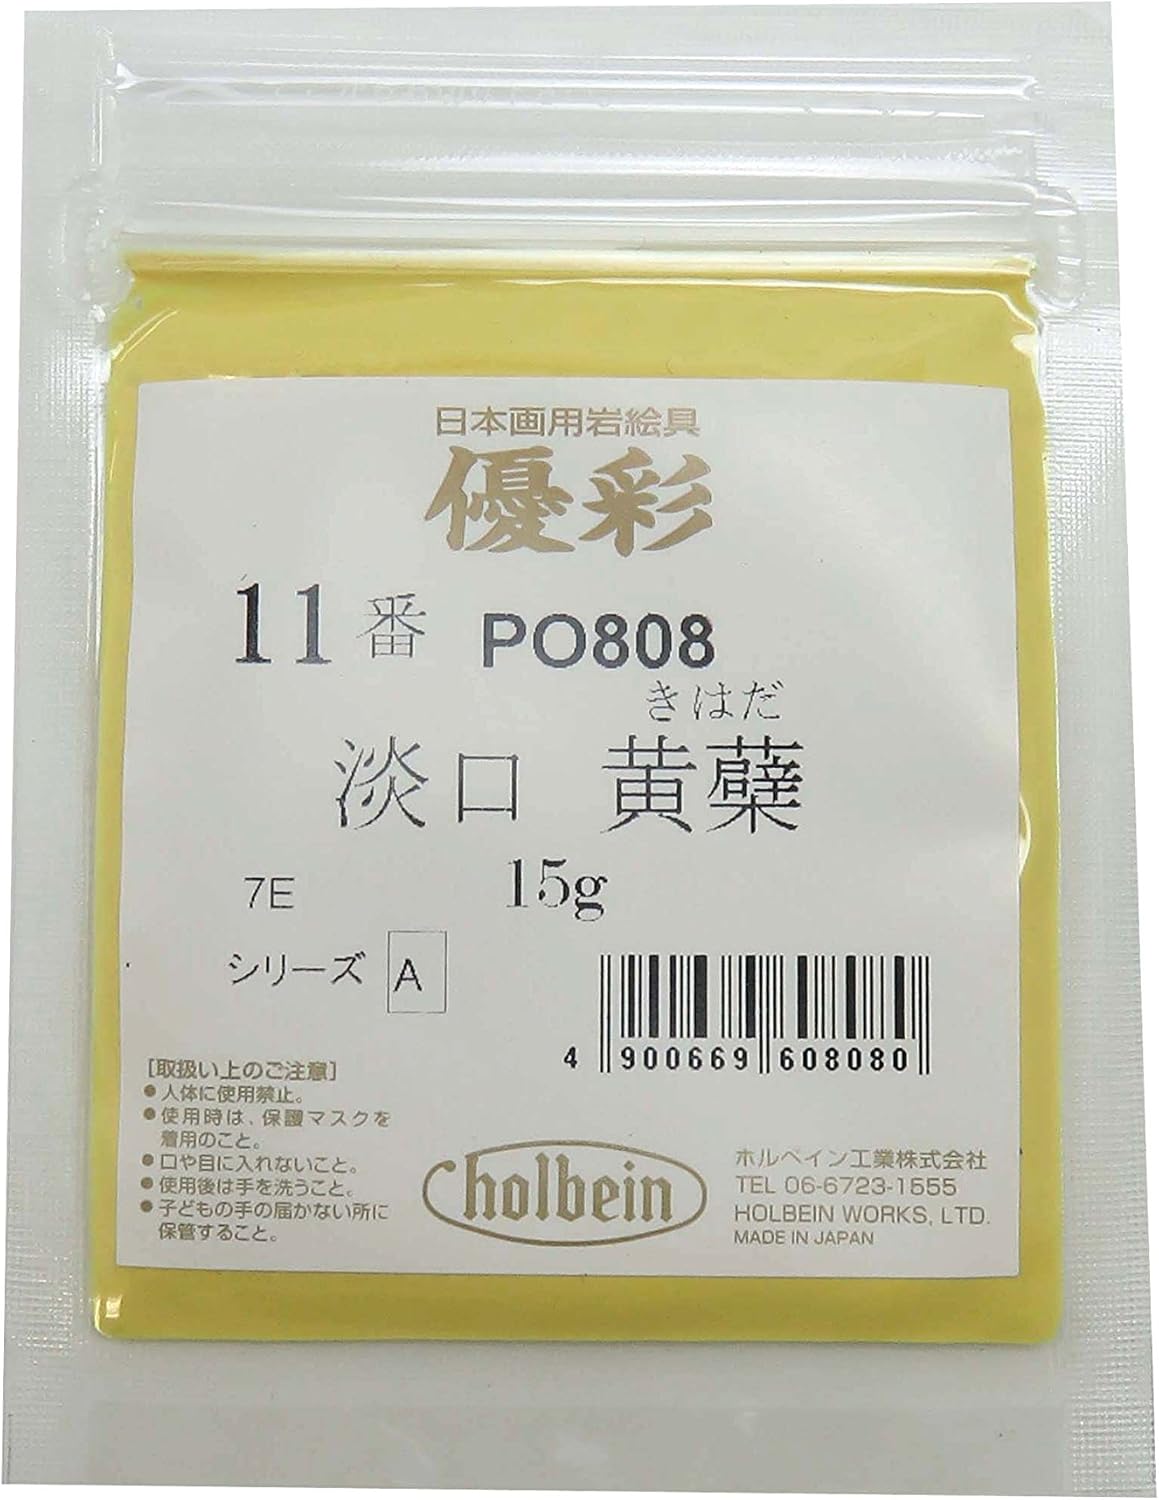 日本画用岩絵具
優彩
11番 PO808
きはだ
淡口 黄蘗
7E 15g
シリーズ A
4 900669 608080
[取扱い上のご注意]
●人体に使用禁止。
●使用時は、保護マスクを
着用のこと。
●口や目に入れないこと。
●使用後は手を洗うこと。
●子どもの手の届かない所に
保管すること。
holbein
ホルベイン工業株式会社
TEL 06-6723-1555
HOLBEIN WORKS, LTD.
MADE IN JAPAN